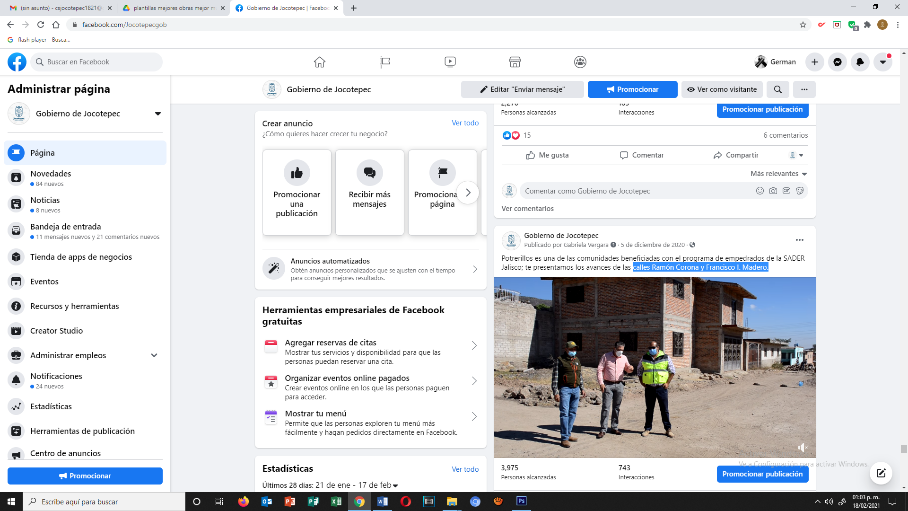 (sin asunto) - cejocotepec1821@
plantillas mejores obras mejor m
Gobierno de Jocotepec | Faceb
facebook.com/Jocotepecgob
flash player
Busca...
Buscar en Facebook
German
Administrar página
Gobierno de Jocotepec
Página
Novedades
84 nuevos
Noticias
8 nuevos
Bandeja de entrada
11 mensajes nuevos y 21 comentarios nuevos
Tienda de apps de negocio
Eventos
Recursos y herramientas
Creator Studio
Administrar empleos
Notificaciones
24 nuevos
Estadísticas
Herramientas de publicación
Centro de anuncios
Promocionar
Gobierno de Jocotepec
Editar "Enviar mensaje"
Promocionar
Ver como visitante
Crear anuncio
Ver todo
¿Cómo quieres hacer crecer tu negocio?
Promocionar una publicación
Recibir más mensajes
Promociona página
Anuncios automatizados
Obtén anuncios personalizados que se ajusten con el tiempo
para conseguir mejores resultados.
Herramientas empresariales de Facebook
gratuitas
Agregar reservas de citas
Mostrar tus servicios y disponibilidad para que las
personas puedan reservar una cita.
Organizar eventos online pagados
Crear eventos online en los que las personas paguen
para acceder.
Mostrar tu menú
Permite que las personas exploren tu menú más
fácilmente y hagan pedidos directamente en Facebook.
Estadísticas
Ver todo
Últimos 28 días: 21 de ene - 17 de feb
Personas alcanzadas
Interacciones
Promocionar publicación
15
6 comentarios
Me gusta
Comentar
Compartir
Más relevantes
Comentar como Gobierno de Jocotepec
Ver comentarios
Gobierno de Jocotepec
Publicado por Gabriela Vergara · 5 de diciembre de 2020 ·
Potrerillos es una de las comunidades beneficiadas con el programa de empedrados de la SADER
Jalisco; te presentamos los avances de las calles Ramón Corona y Francisco I. Madero.
3,975
Personas alcanzadas
743
Interacciones
Promocionar publicación
Ve a Configuración para activar Windows.
Escribe aquí para buscar
01:03 p. m.
18/02/2021